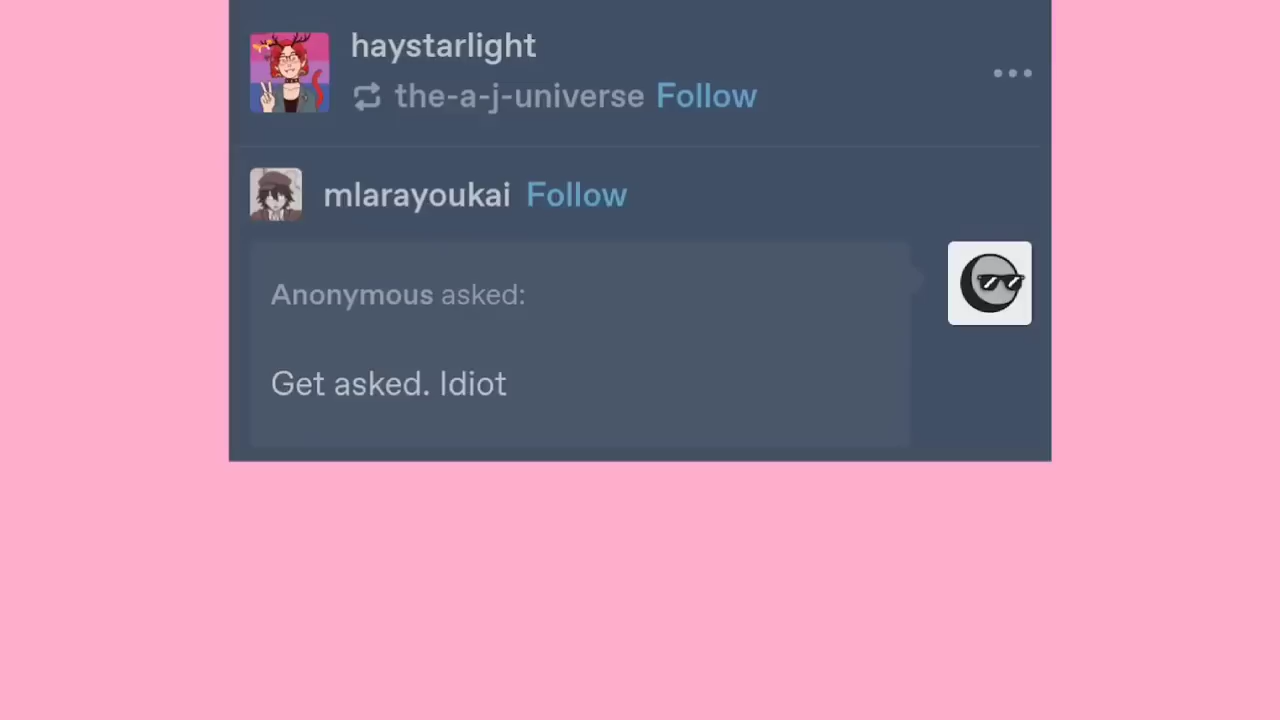 haystarlight
the-a-j-universe Follow
mlarayoukai Follow
Anonymous asked:
Get asked. Idiot